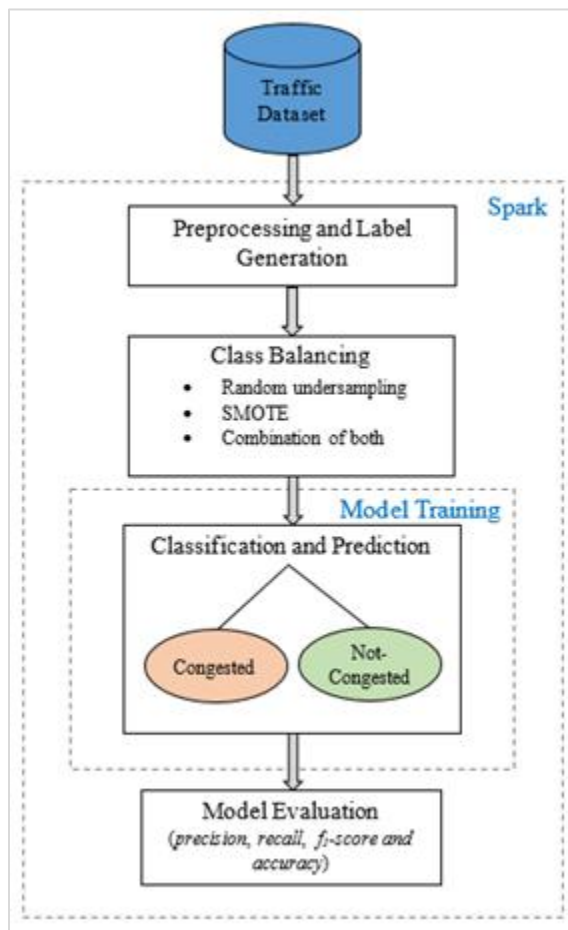 Traffic
Dataset
Spark
Preprocessing and Label
Generation
Class Balancing
• Random undersampling
• SMOTE
• Combination of both
Model Training
Classification and Prediction
Congested
Not-
Congested
Model Evaluation
(precision, recall, f₁-score and
accuracy)